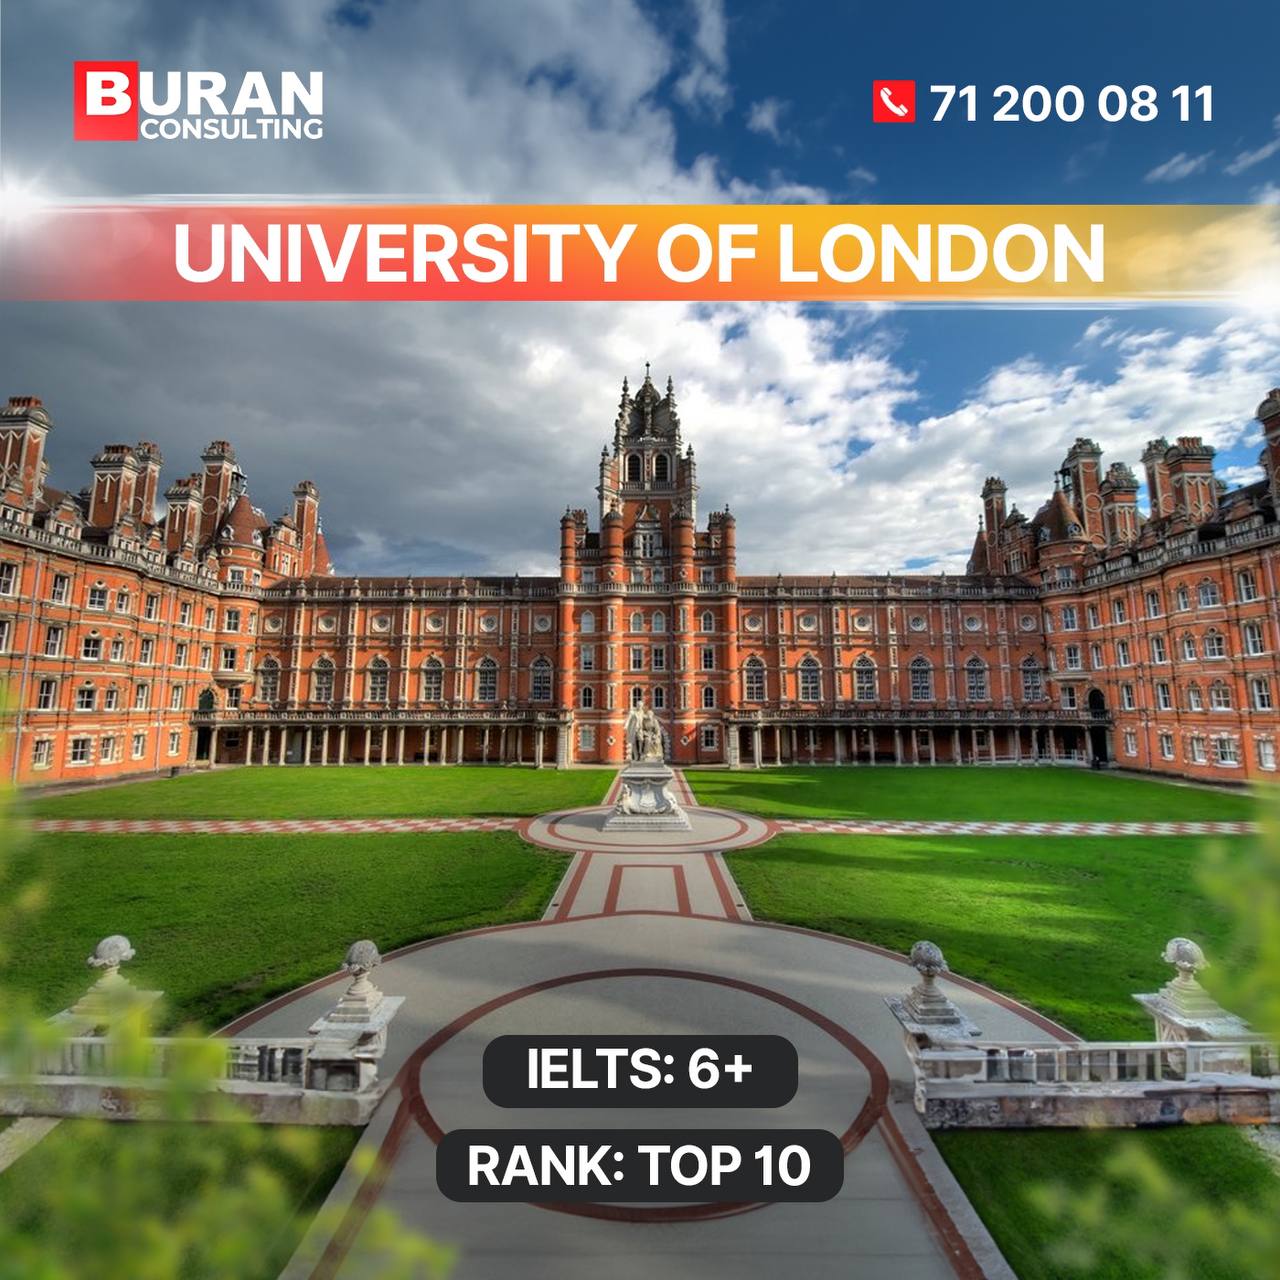 BURAN
CONSULTING
71 200 08 11
UNIVERSITY OF LONDON
IELTS: 6+
RANK: TOP 10